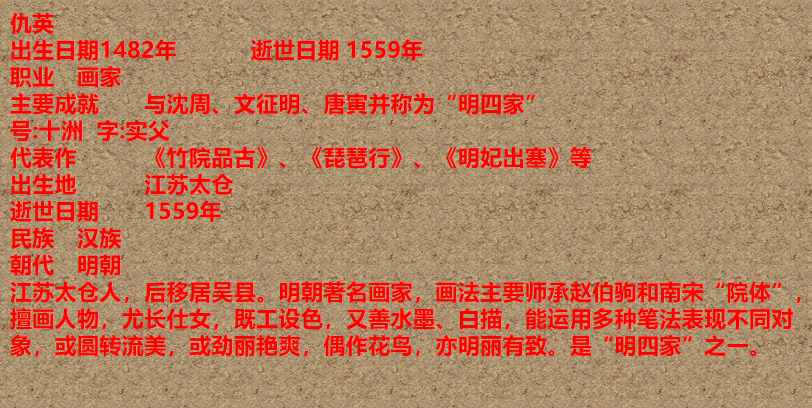 仇英
出生日期1482年 逝世日期 1559年
职业 画家
主要成就 与沈周、文征明、唐寅并称为“明四家”
号:十洲 字:实父
代表作 《竹院品古》、《琵琶行》、《明妃出塞》等
出生地 江苏太仓
逝世日期 1559年
民族 汉族
朝代 明朝
江苏太仓人，后移居吴县。明朝著名画家，画法主要师承赵伯驹和南宋“院体”，
擅画人物，尤长仕女，既工设色，又善水墨、白描，能运用多种笔法表现不同对
象，或圆转流美，或劲丽艳爽，偶作花鸟，亦明丽有致。是“明四家”之一。